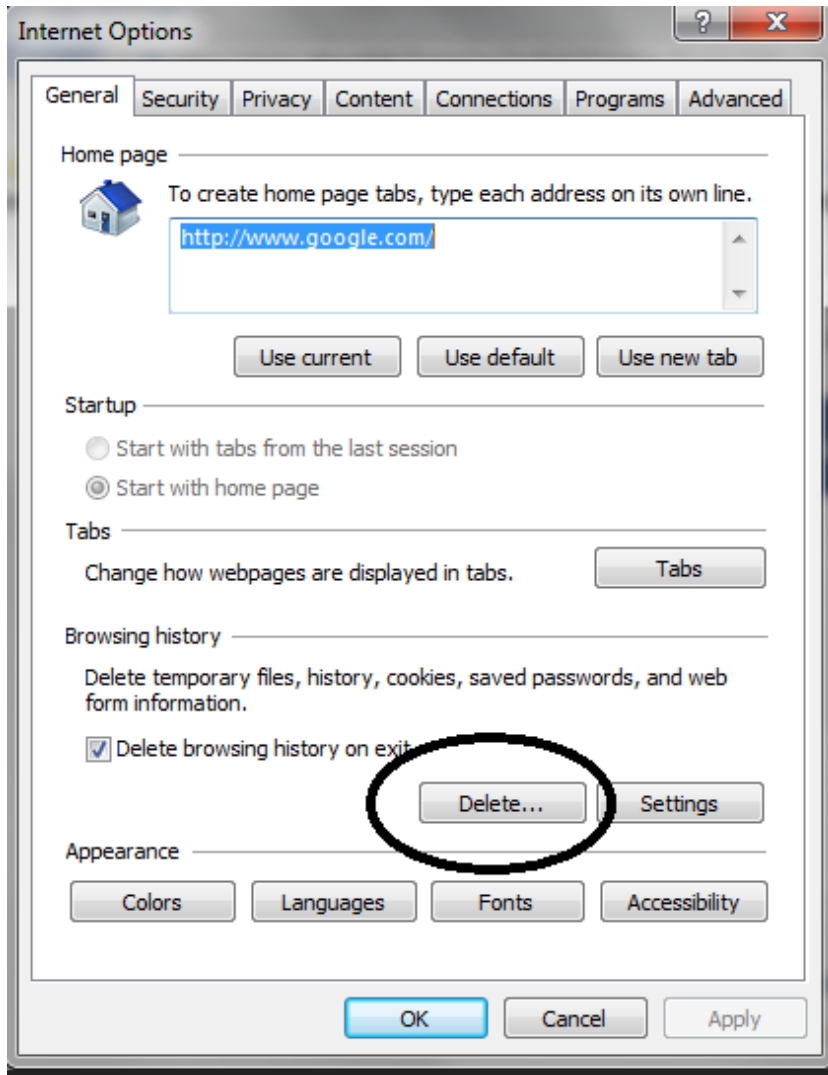 Internet Options
General Security Privacy Content Connections Programs Advanced
Home page
To create home page tabs, type each address on its own line.
http://www.google.com/
Use current Use default Use new tab
Startup
Start with tabs from the last session
Start with home page
Tabs
Change how webpages are displayed in tabs. Tabs
Browsing history
Delete temporary files, history, cookies, saved passwords, and web
form information.
Delete browsing history on exit
Delete... Settings
Appearance
Colors Languages Fonts Accessibility
OK Cancel Apply